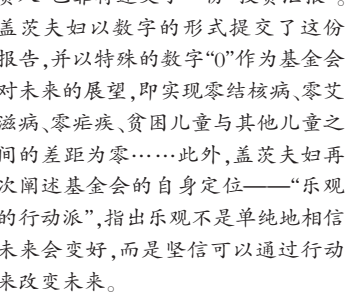 盖茨夫妇以数字的形式提交了这份
报告,并以特殊的数字“0”作为基金会
对未来的展望,即实现零结核病、零艾
滋病、零疟疾、贫困儿童与其他儿童之
间的差距为零……此外,盖茨夫妇再
次阐述基金会的自身定位——“乐观
的行动派”,指出乐观不是单纯地相信
未来会变好,而是坚信可以通过行动
来改变未来。